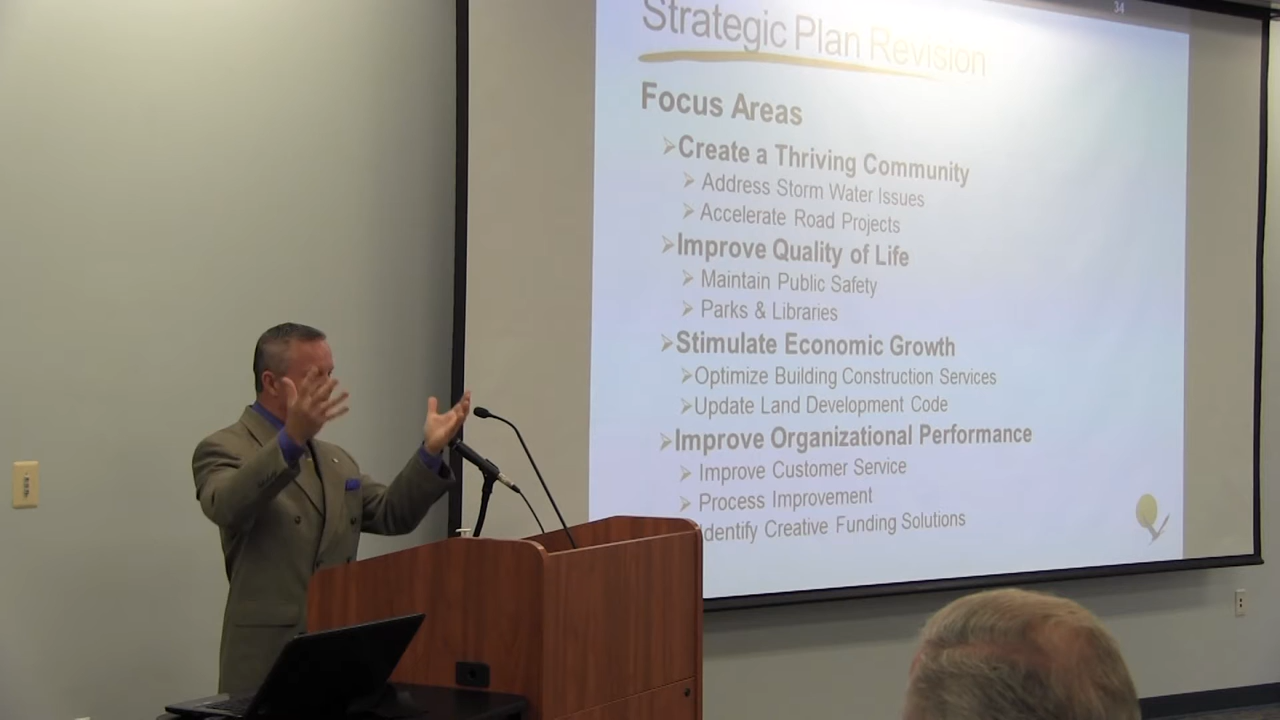 34
Strategic Plan Revision
Focus Areas
Create a Thriving Community
Address Storm Water Issues
Accelerate Road Projects
Improve Quality of Life
Maintain Public Safety
Parks & Libraries
Stimulate Economic Growth
Optimize Building Construction Services
Update Land Development Code
Improve Organizational Performance
Improve Customer Service
Process Improvement
Identify Creative Funding Solutions